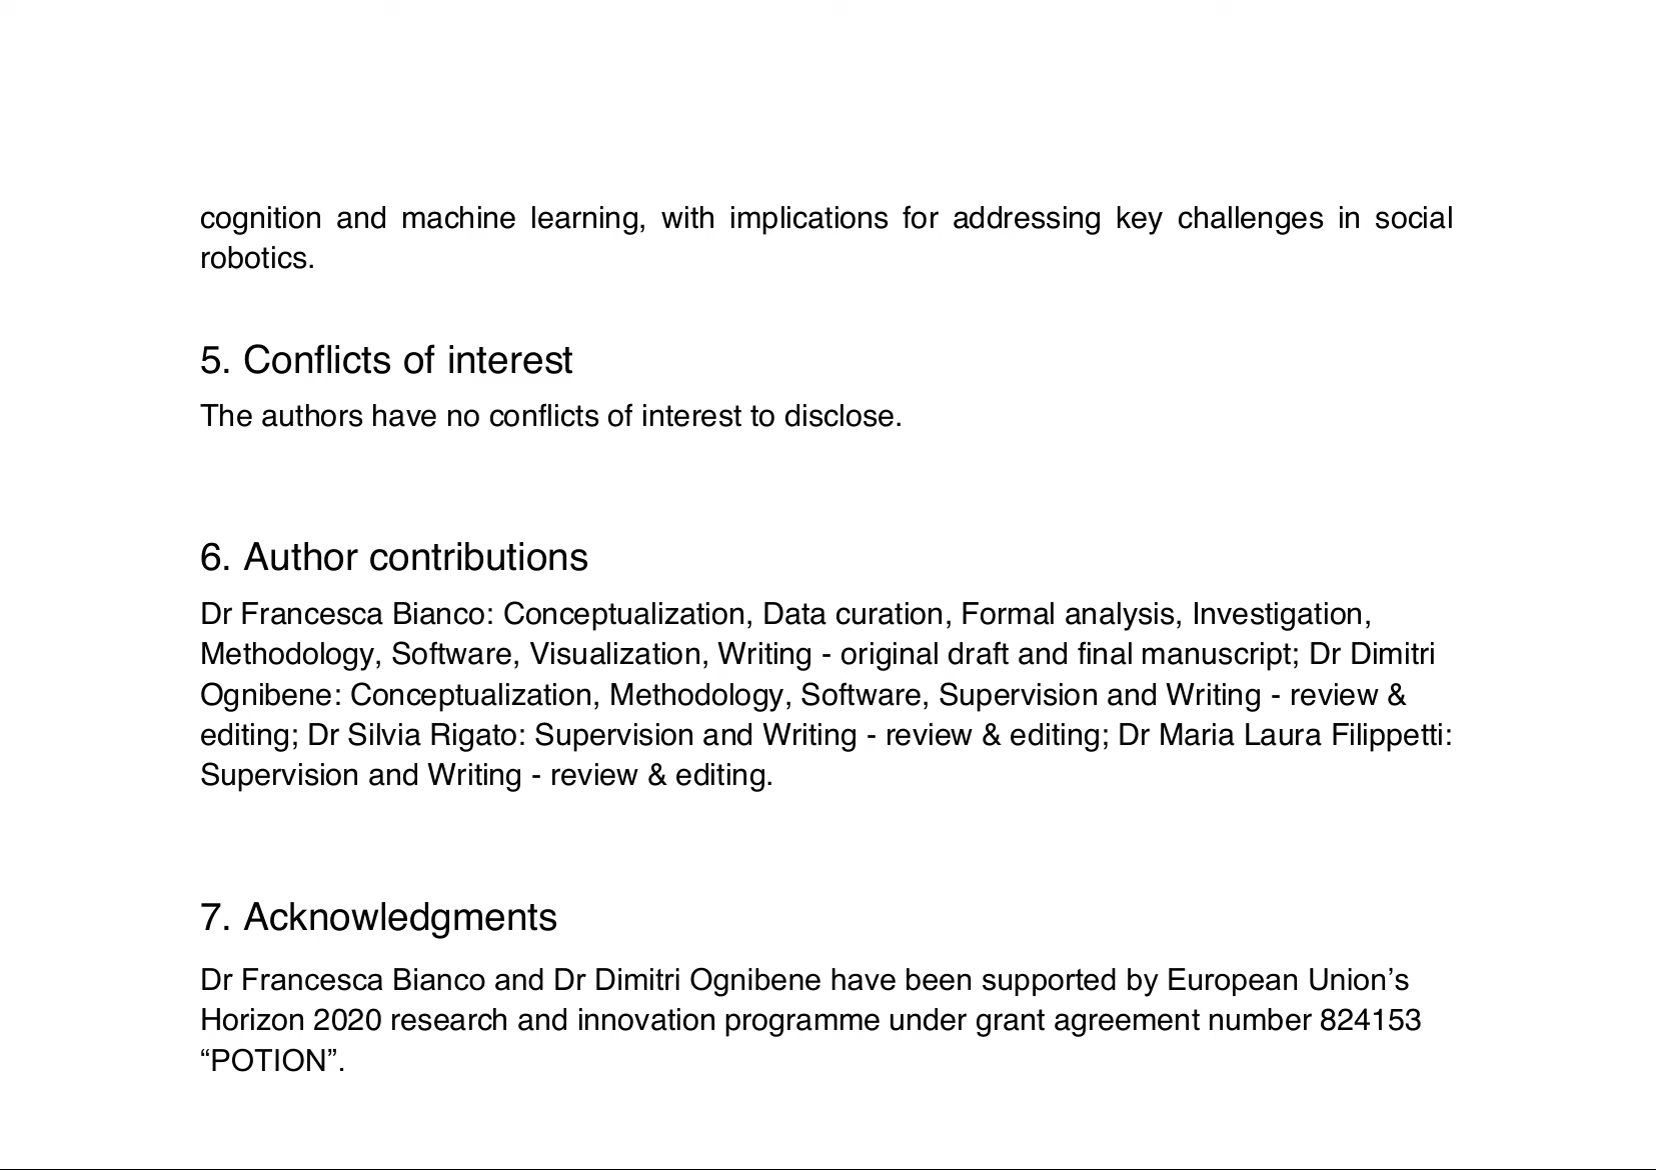 cognition and machine learning, with implications for addressing key challenges in social
robotics.
5. Conflicts of interest
The authors have no conflicts of interest to disclose.
6. Author contributions
Dr Francesca Bianco: Conceptualization, Data curation, Formal analysis, Investigation,
Methodology, Software, Visualization, Writing - original draft and final manuscript; Dr Dimitri
Ognibene: Conceptualization, Methodology, Software, Supervision and Writing - review &
editing; Dr Silvia Rigato: Supervision and Writing - review & editing; Dr Maria Laura Filippetti:
Supervision and Writing - review & editing.
7. Acknowledgments
Dr Francesca Bianco and Dr Dimitri Ognibene have been supported by European Union’s
Horizon 2020 research and innovation programme under grant agreement number 824153
“POTION”.